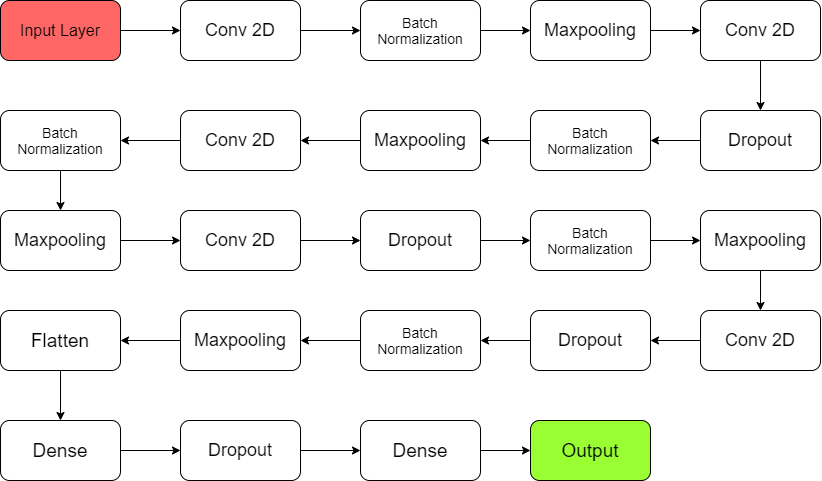 Input Layer
Conv 2D
Batch
Normalization
Maxpooling
Conv 2D
Batch
Normalization
Conv 2D
Maxpooling
Batch
Normalization
Dropout
Maxpooling
Conv 2D
Dropout
Batch
Normalization
Maxpooling
Flatten
Maxpooling
Batch
Normalization
Dropout
Conv 2D
Dense
Dropout
Dense
Output